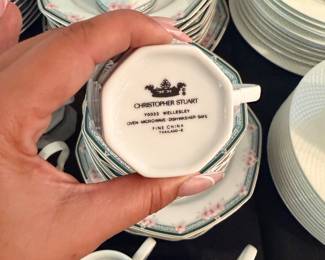 CHRISTOPHER STUART
Y0033 WELLESLEY
OVEN MICROWAVE DISHWASHER SAFE
FINE CHINA
THAILAND-E